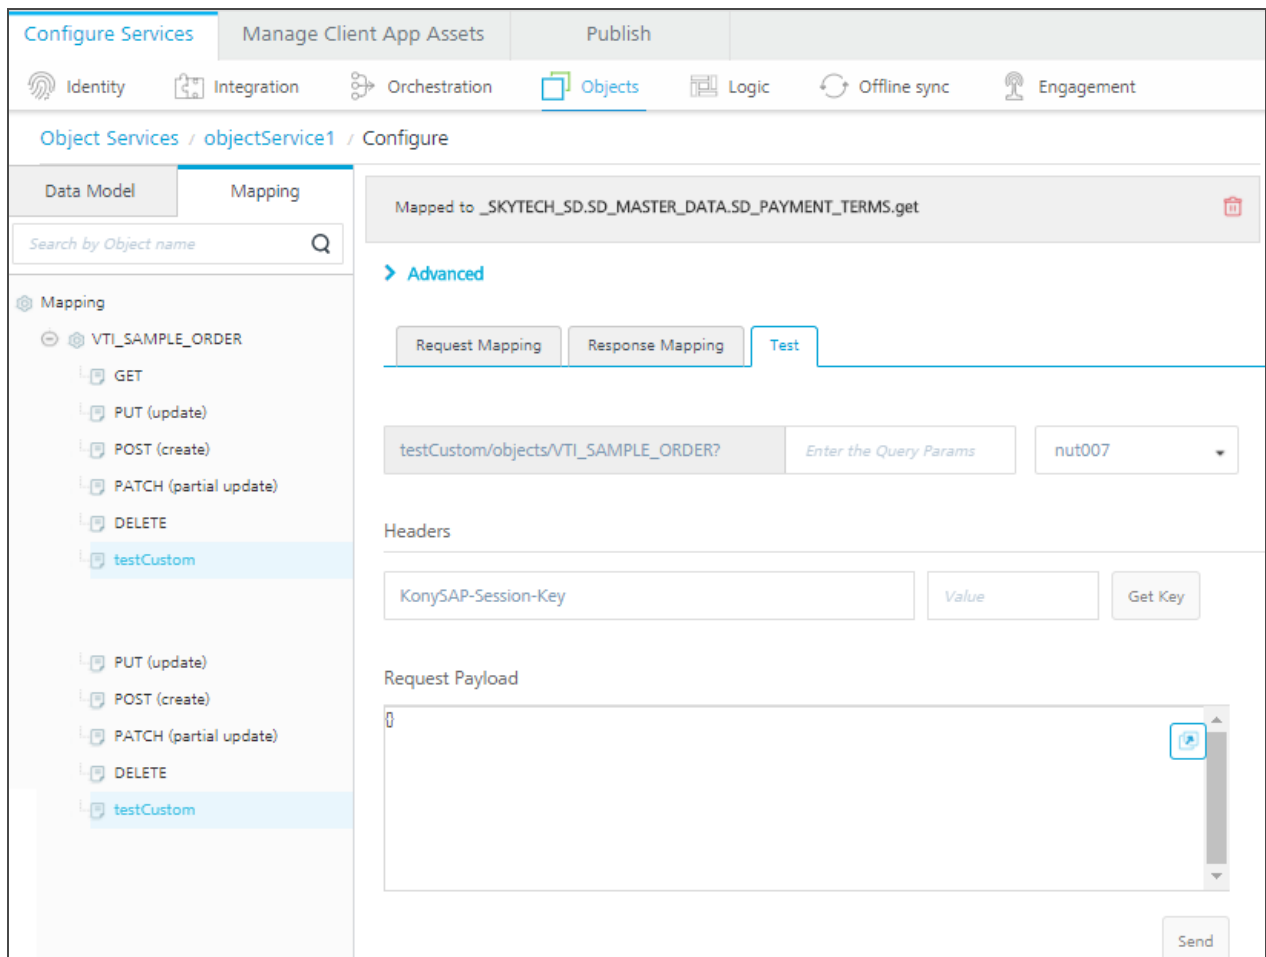 Configure Services Manage Client App Assets Publish
Identity Integration Orchestration Objects Logic Offline sync Engagement
Object Services / objectService1 / Configure
Data Model Mapping
Search by Object name
Mapping
VTI_SAMPLE_ORDER
GET
PUT (update)
POST (create)
PATCH (partial update)
DELETE
testCustom
PUT (update)
POST (create)
PATCH (partial update)
DELETE
testCustom
Mapped to _SKYTECH_SD.SD_MASTER_DATA.SD_PAYMENT_TERMS.get
Advanced
Request Mapping Response Mapping Test
testCustom/objects/VTI_SAMPLE_ORDER? Enter the Query Params nut007
Headers
KonySAP-Session-Key Value Get Key
Request Payload
{}
Send